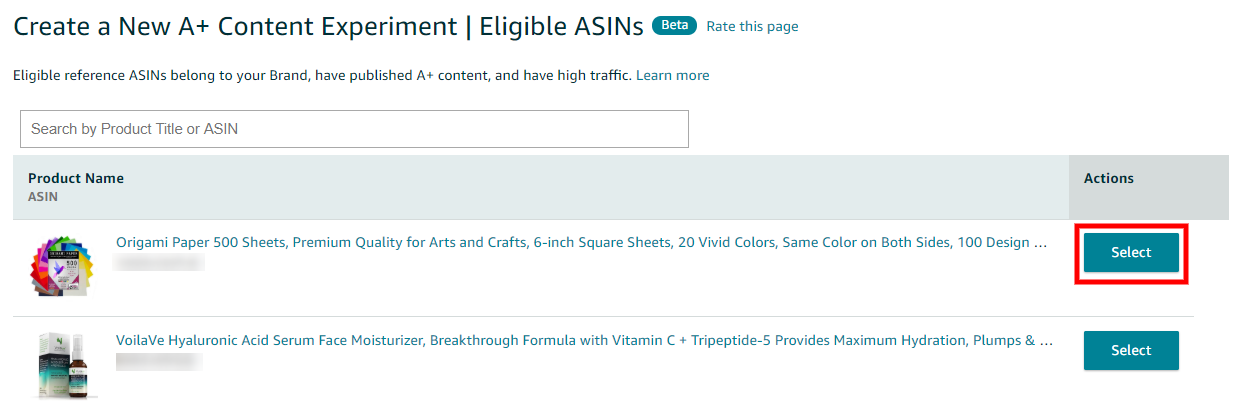 Create a New A+ Content Experiment | Eligible ASINs Beta Rate this page
Eligible reference ASINs belong to your Brand, have published A+ content, and have high traffic. Learn more
Search by Product Title or ASIN
Product Name Actions
ASIN
Origami Paper 500 Sheets, Premium Quality for Arts and Crafts, 6-inch Square Sheets, 20 Vivid Colors, Same Color on Both Sides, 100 Design ...
Select
VoilaVe Hyaluronic Acid Serum Face Moisturizer, Breakthrough Formula with Vitamin C + Tripeptide-5 Provides Maximum Hydration, Plumps & ...
Select